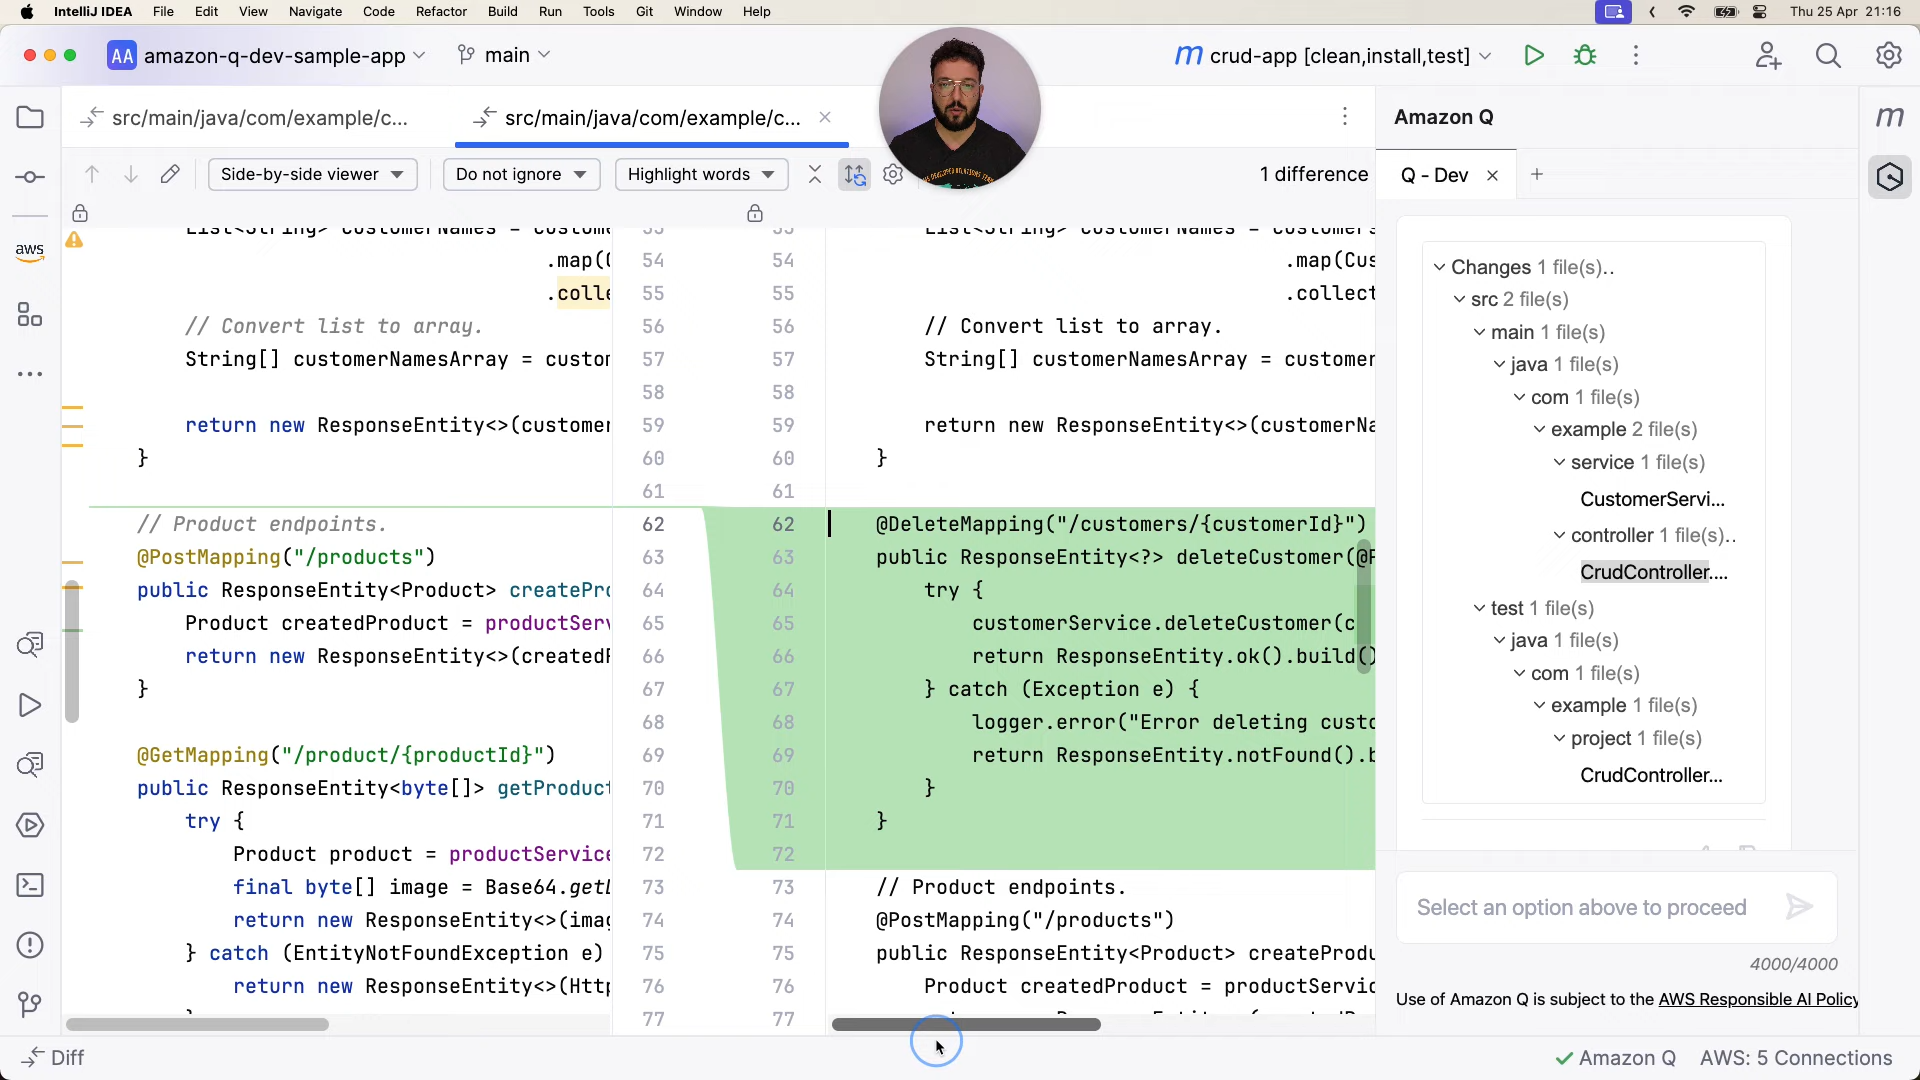 IntelliJ IDEA File Edit View Navigate Code Refactor Build Run Tools Git Window Help Thu 25 Apr 21:16
AA amazon-q-dev-sample-app main crud-app [clean,install,test]
src/main/java/com/example/c... src/main/java/com/example/c...
Side-by-side viewer Do not ignore Highlight words 1 difference
aws
List<String> customerNames = custome
.map(C
.colle
// Convert list to array.
String[] customerNamesArray = custom
return new ResponseEntity<>(customer
}
// Product endpoints.
@PostMapping("/products")
public ResponseEntity<Product> createPro
Product createdProduct = productServ
return new ResponseEntity<>(created
}
@GetMapping("/product/{productId}")
public ResponseEntity<byte[]> getProduct
try {
Product product = productService
final byte[] image = Base64.getD
return new ResponseEntity<>(imag
} catch (EntityNotFoundException e)
return new ResponseEntity<>(Http
53 53
54 54
55 55
56 56
57 57
58 58
59 59
60 60
61 61
62 62
63 63
64 64
65 65
66 66
67 67
68 68
69 69
70 70
71 71
72 72
73 73
74 74
75 75
76 76
77 77
List<String> customerNames = customers
.map(Cus
.collect
// Convert list to array.
String[] customerNamesArray = customer
return new ResponseEntity<>(customerNa
}
@DeleteMapping("/customers/{customerId}")
public ResponseEntity<?> deleteCustomer(@P
try {
customerService.deleteCustomer(c
return ResponseEntity.ok().build()
} catch (Exception e) {
logger.error("Error deleting custo
return ResponseEntity.notFound().b
}
}
// Product endpoints.
@PostMapping("/products")
public ResponseEntity<Product> createProdu
Product createdProduct = productServic
Amazon Q
Q - Dev
Changes 1 file(s)..
src 2 file(s)
main 1 file(s)
java 1 file(s)
com 1 file(s)
example 2 file(s)
service 1 file(s)
CustomerServi...
controller 1 file(s)..
CrudController....
test 1 file(s)
java 1 file(s)
com 1 file(s)
example 1 file(s)
project 1 file(s)
CrudController...
Select an option above to proceed
4000/4000
Use of Amazon Q is subject to the AWS Responsible AI Policy
Diff Amazon Q AWS: 5 Connections